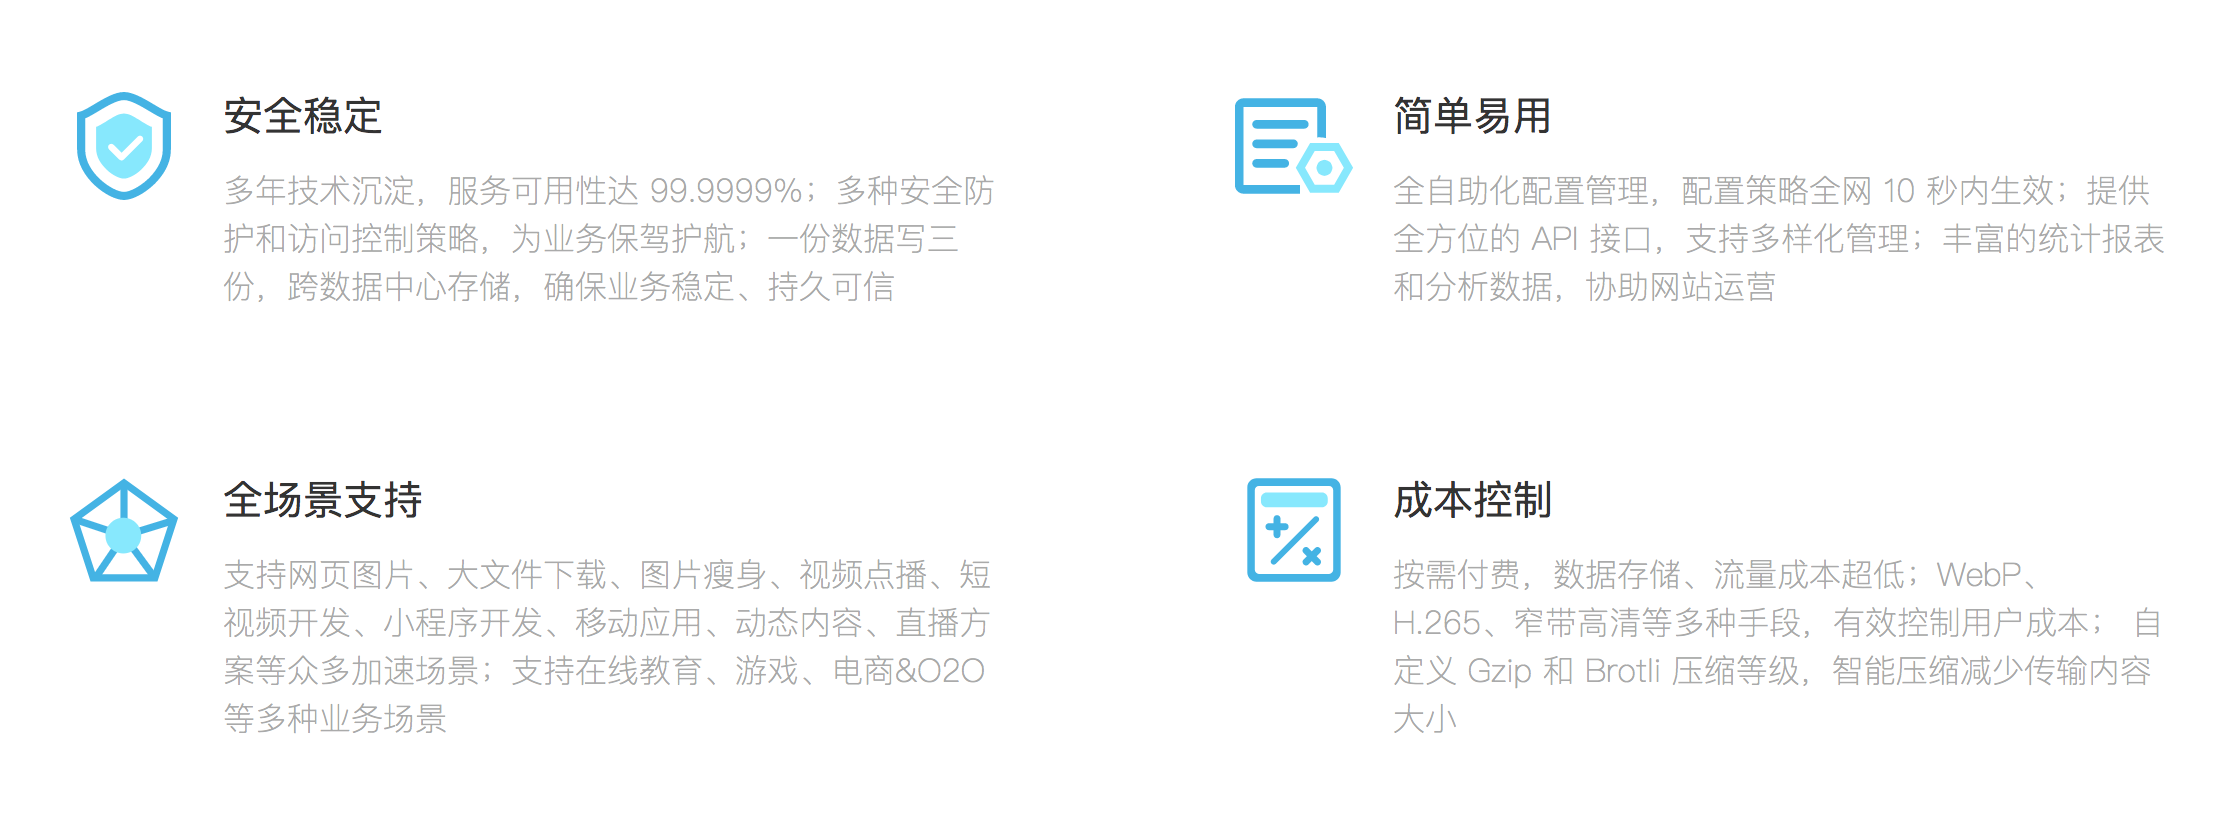 安全稳定
多年技术沉淀，服务可用性达 99.9999%；多种安全防
护和访问控制策略，为业务保驾护航；一份数据写三
份，跨数据中心存储，确保业务稳定、持久可信
简单易用
全自助化配置管理，配置策略全网 10 秒内生效；提供
全方位的 API 接口，支持多样化管理；丰富的统计报表
和分析数据，协助网站运营
全场景支持
支持网页图片、大文件下载、图片瘦身、视频点播、短
视频开发、小程序开发、移动应用、动态内容、直播方
案等众多加速场景；支持在线教育、游戏、电商&O2O
等多种业务场景
成本控制
按需付费，数据存储、流量成本超低；WebP、
H.265、窄带高清等多种手段，有效控制用户成本； 自
定义 Gzip 和 Brotli 压缩等级，智能压缩减少传输内容
大小